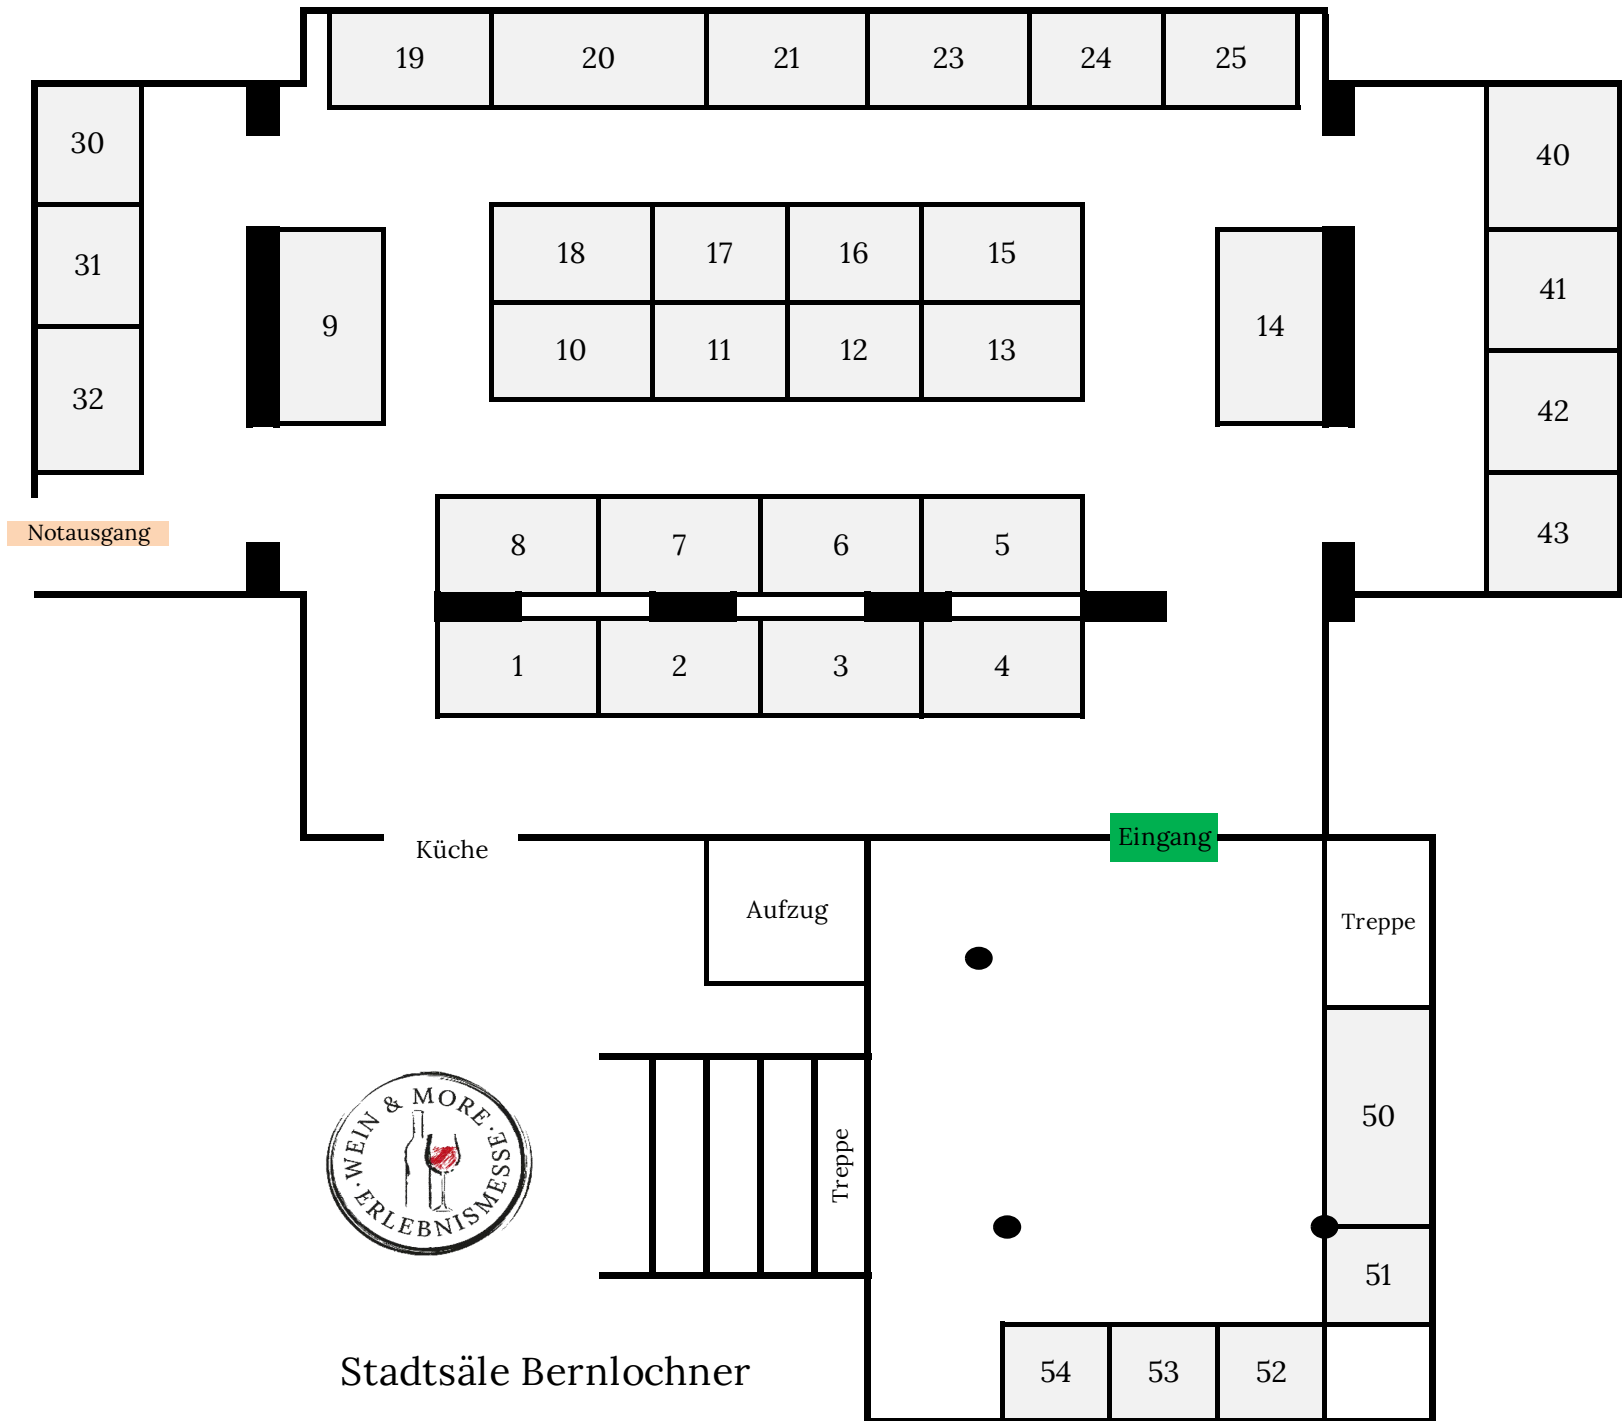 19 20 21 23 24 25
30
31
32
40
41
42
43
18 17 16 15
10 11 12 13
9
14
Notausgang
8 7 6 5
1 2 3 4
Küche
Eingang
Aufzug
Treppe
Treppe
50
51
54 53 52
·WEIN & MORE·
ERLEBNISMESSE
Stadtsäle Bernlochner